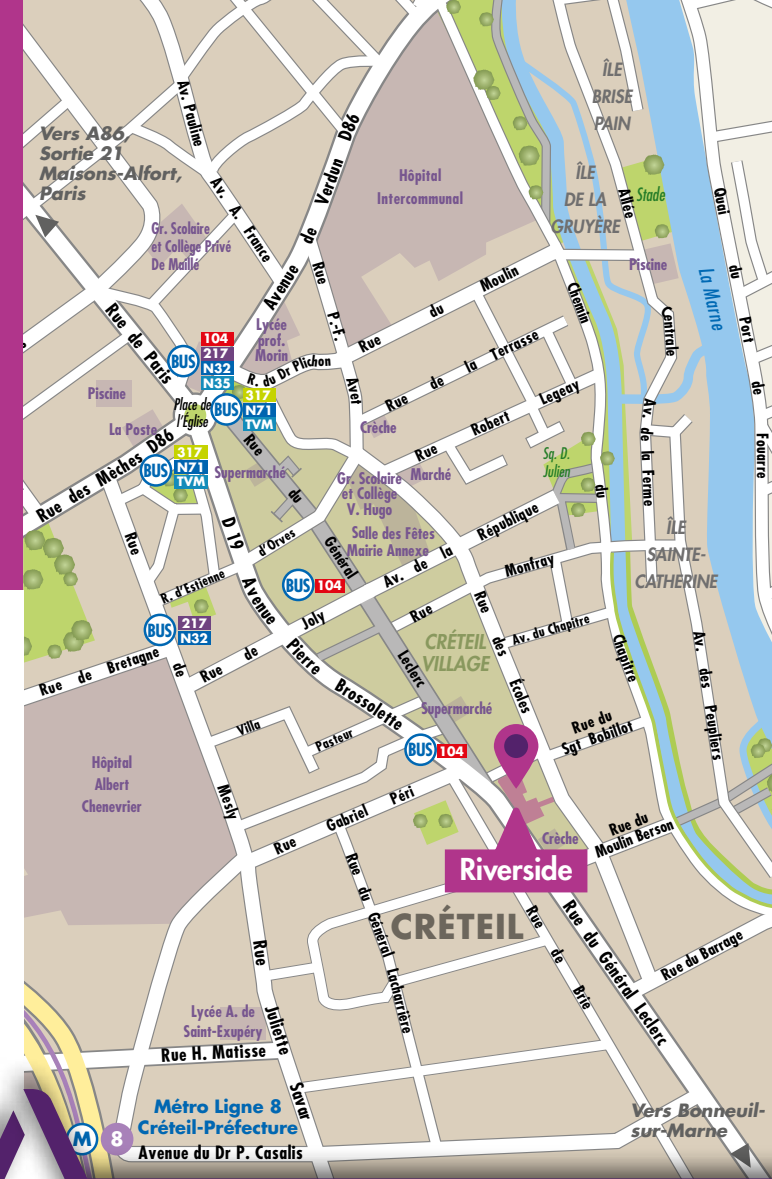 ÎLE
BRISE
PAIN
Av. Pauline
Vers A86,
Sortie 21
Maisons-Alfort,
Paris
Avenue de Verdun D86
Hôpital
Intercommunal
ÎLE
DE LA
GRUYÈRE
Allée Centrale
Stade
Quai du Port de Fouarre
Av. A. France
Gr. Scolaire
et Collège Privé
De Maillé
Piscine
La Marne
Rue P.-F. Avet
Rue du Moulin
Chemin du Chapitre
Rue de Paris
Lycée
prof.
Morin
104
BUS
217
N32
N35
R. du Dr Plichon
Rue de la Terrasse
Piscine
Place de
l'Église
BUS
317
N71
TVM
Rue Robert Legeay
Av. de la Ferme
La Poste
Crèche
Rue des Mèches D86
BUS
317
N71
TVM
Supermarché
Rue du Général Leclerc
Gr. Scolaire
et Collège
V. Hugo
Marché
Sq. D.
Julien
Salle des Fêtes
Mairie Annexe
Av. de la République
D 19
Rue de Mesly
R. d'Estienne d'Orves
ÎLE
SAINTE-
CATHERINE
BUS
104
Rue Monfray
Avenue Pierre Brossolette
BUS
217
N32
Rue de Joly
Rue des Écoles
Av. du Chapitre
Av. des Peupliers
Rue de Bretagne
CRÉTEIL
VILLAGE
Villa Pasteur
Supermarché
Rue du
Sgt Bobillot
BUS
104
Hôpital
Albert
Chenevrier
Rue Gabriel Péri
Rue du
Moulin Berson
Crèche
Riverside
Rue du Général Lacharrière
CRÉTEIL
Rue de Brie
Rue du Général Leclerc
Rue du Barrage
Rue Juliette Savar
Lycée A. de
Saint-Exupéry
Rue H. Matisse
Métro Ligne 8
Créteil-Préfecture
M
8
Avenue du Dr P. Casalis
Vers Bonneuil-
sur-Marne